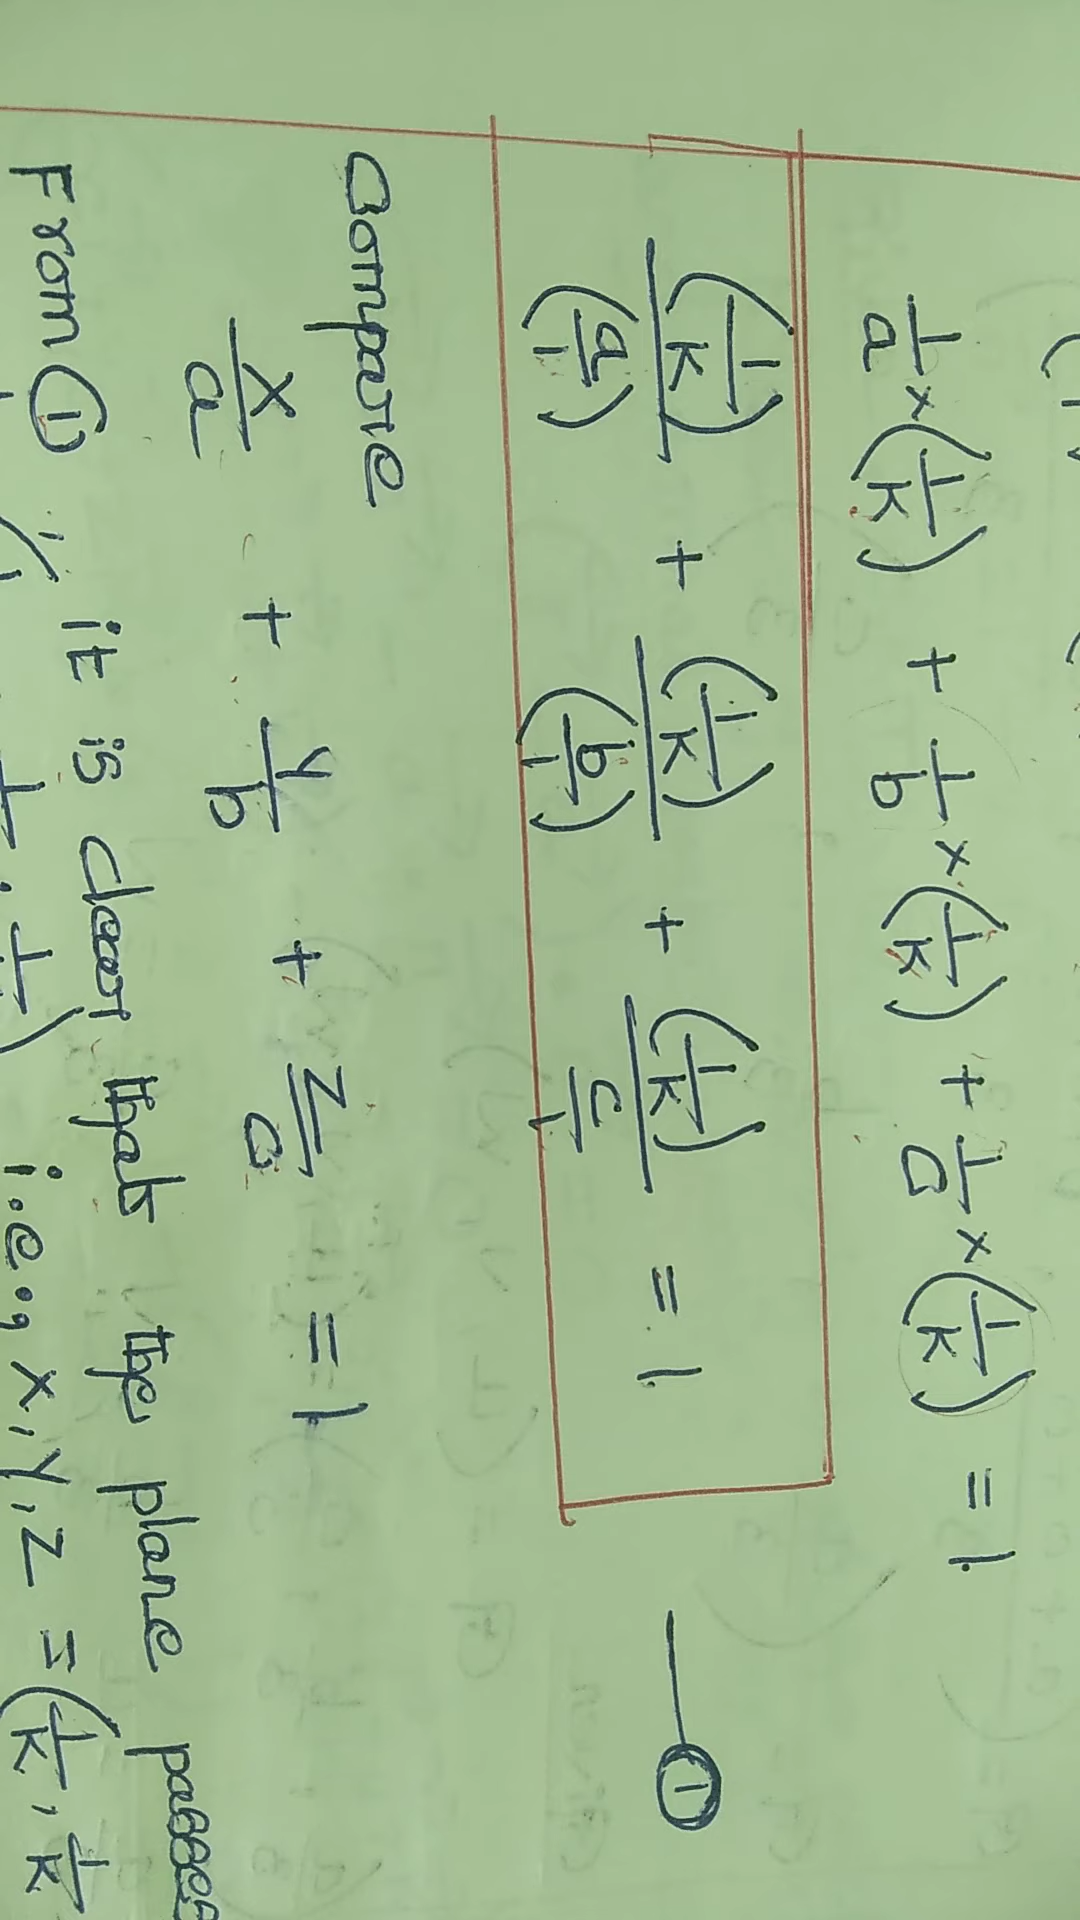 1/a × (1/k) + 1/b × (1/k) + 1/c × (1/k) = 1.
(1/k)/(a/1) + (1/k)/(b/1) + (1/k)/(c/1) = 1. — ①
Compare
x/a + y/b + z/c = 1.
From ① it is clear that the plane passes
i.e., x, y, z = (1/k, 1/k